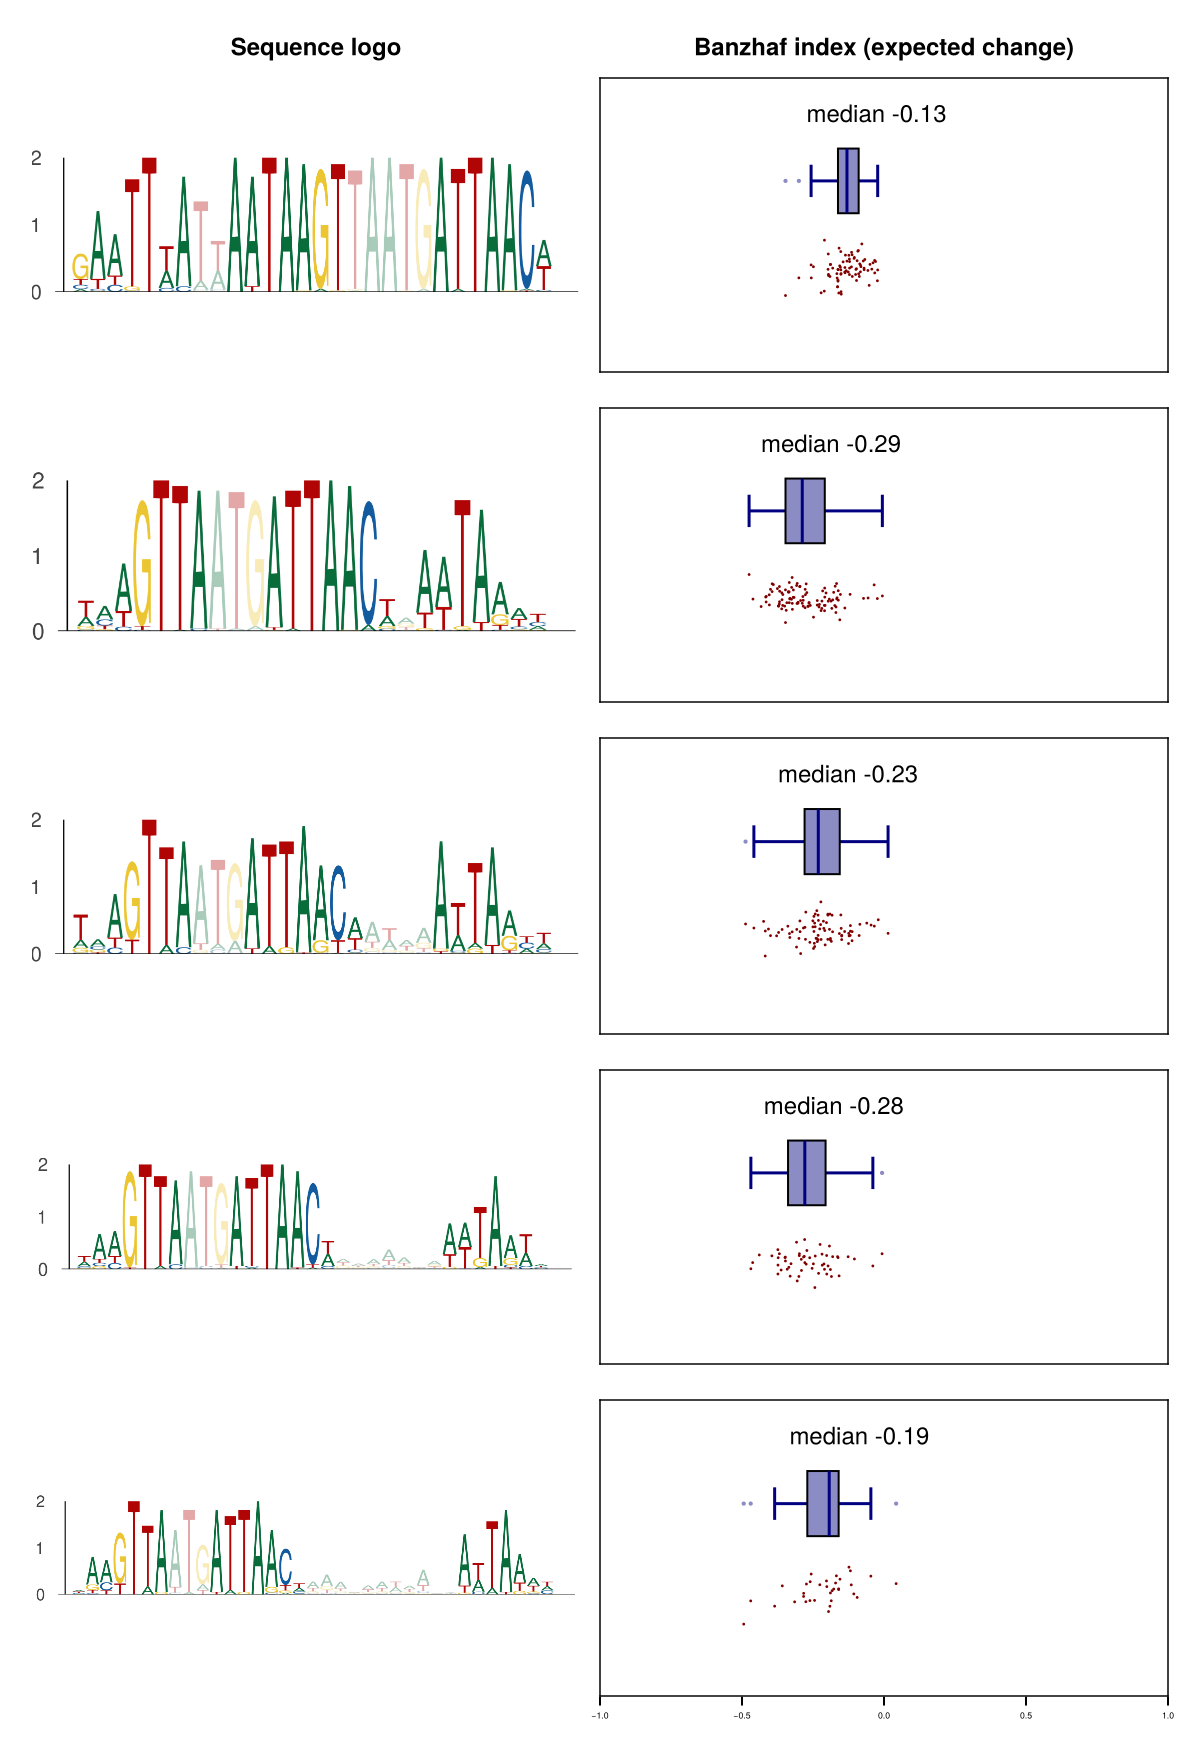 Sequence logo
Banzhaf index (expected change)
median -0.13
2
1
0
median -0.29
2
1
0
median -0.23
2
1
0
median -0.28
2
1
0
median -0.19
2
1
0
−1.0 −0.5 0.0 0.5 1.0